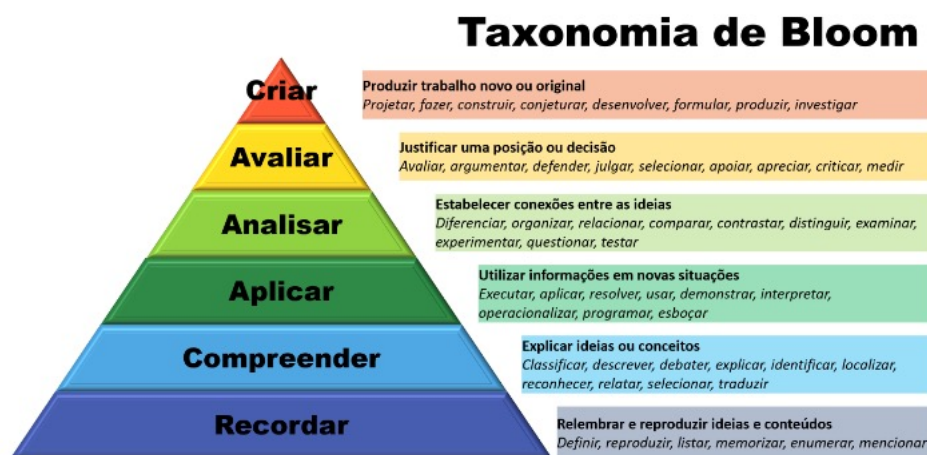 Taxonomia de Bloom
Criar
Produzir trabalho novo ou original
Projetar, fazer, construir, conjeturar, desenvolver, formular, produzir, investigar
Avaliar
Justificar uma posição ou decisão
Avaliar, argumentar, defender, julgar, selecionar, apoiar, apreciar, criticar, medir
Analisar
Estabelecer conexões entre as ideias
Diferenciar, organizar, relacionar, comparar, contrastar, distinguir, examinar,
experimentar, questionar, testar
Aplicar
Utilizar informações em novas situações
Executar, aplicar, resolver, usar, demonstrar, interpretar,
operacionalizar, programar, esboçar
Compreender
Explicar ideias ou conceitos
Classificar, descrever, debater, explicar, identificar, localizar,
reconhecer, relatar, selecionar, traduzir
Recordar
Relembrar e reproduzir ideias e conteúdos
Definir, reproduzir, listar, memorizar, enumerar, mencionar